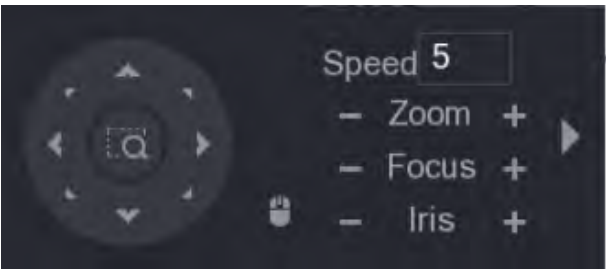 Speed 5
− Zoom +
− Focus +
− Iris +